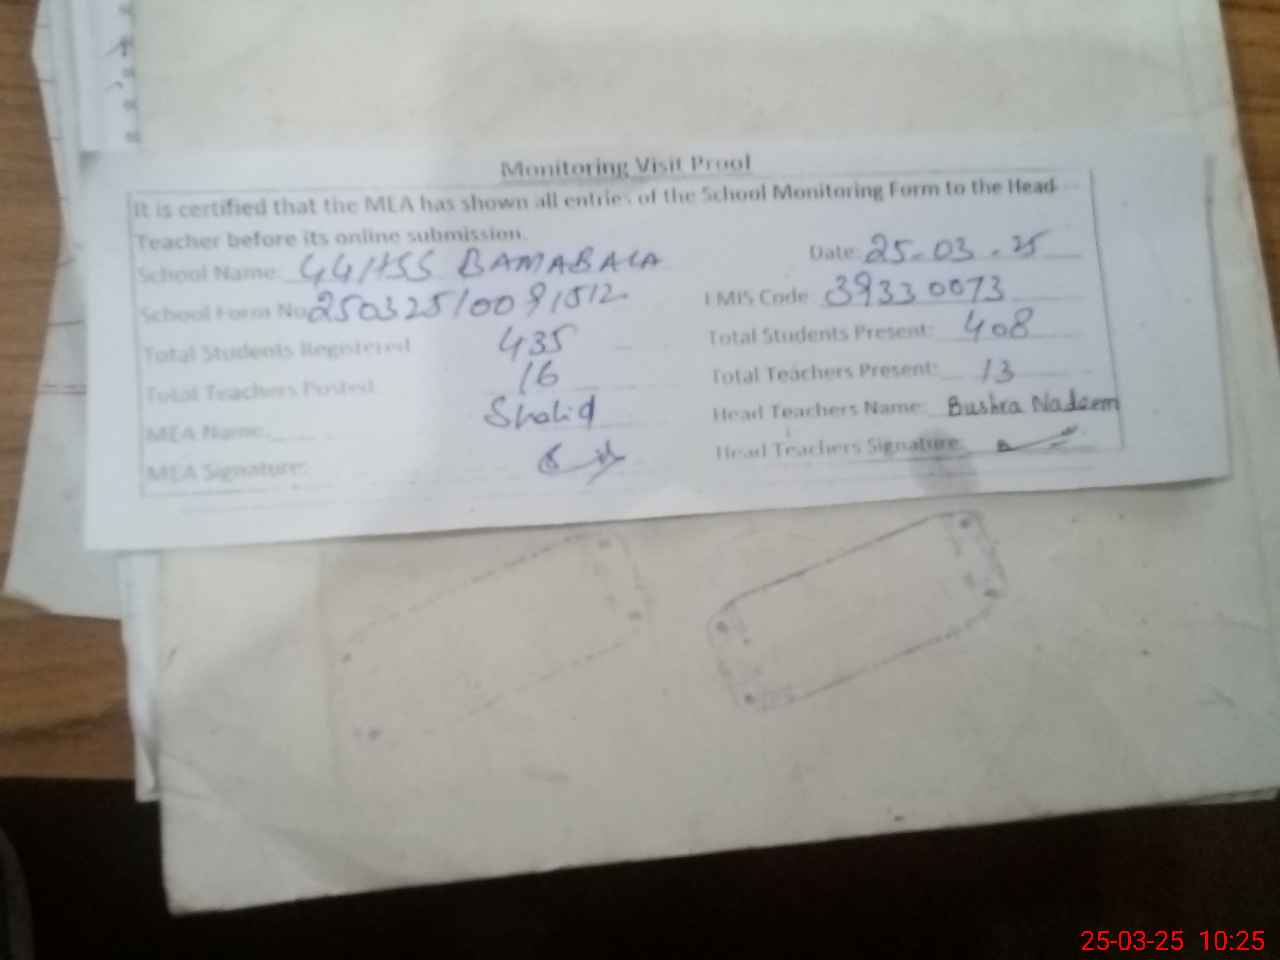 Monitoring Visit Proof
It is certified that the MEA has shown all entries of the School Monitoring Form to the Head
Teacher before its online submission.
School Name: GGHSS BAMABALA Date: 25-03-25
School Form No 25032510091512 EMIS Code 39330073
Total Students Registered 435 Total Students Present: 408
Total Teachers Posted 16 Total Teachers Present: 13
MEA Name: Shahid Head Teachers Name: Bushra Nadeem
MEA Signature: Head Teachers Signature:
25-03-25 10:25